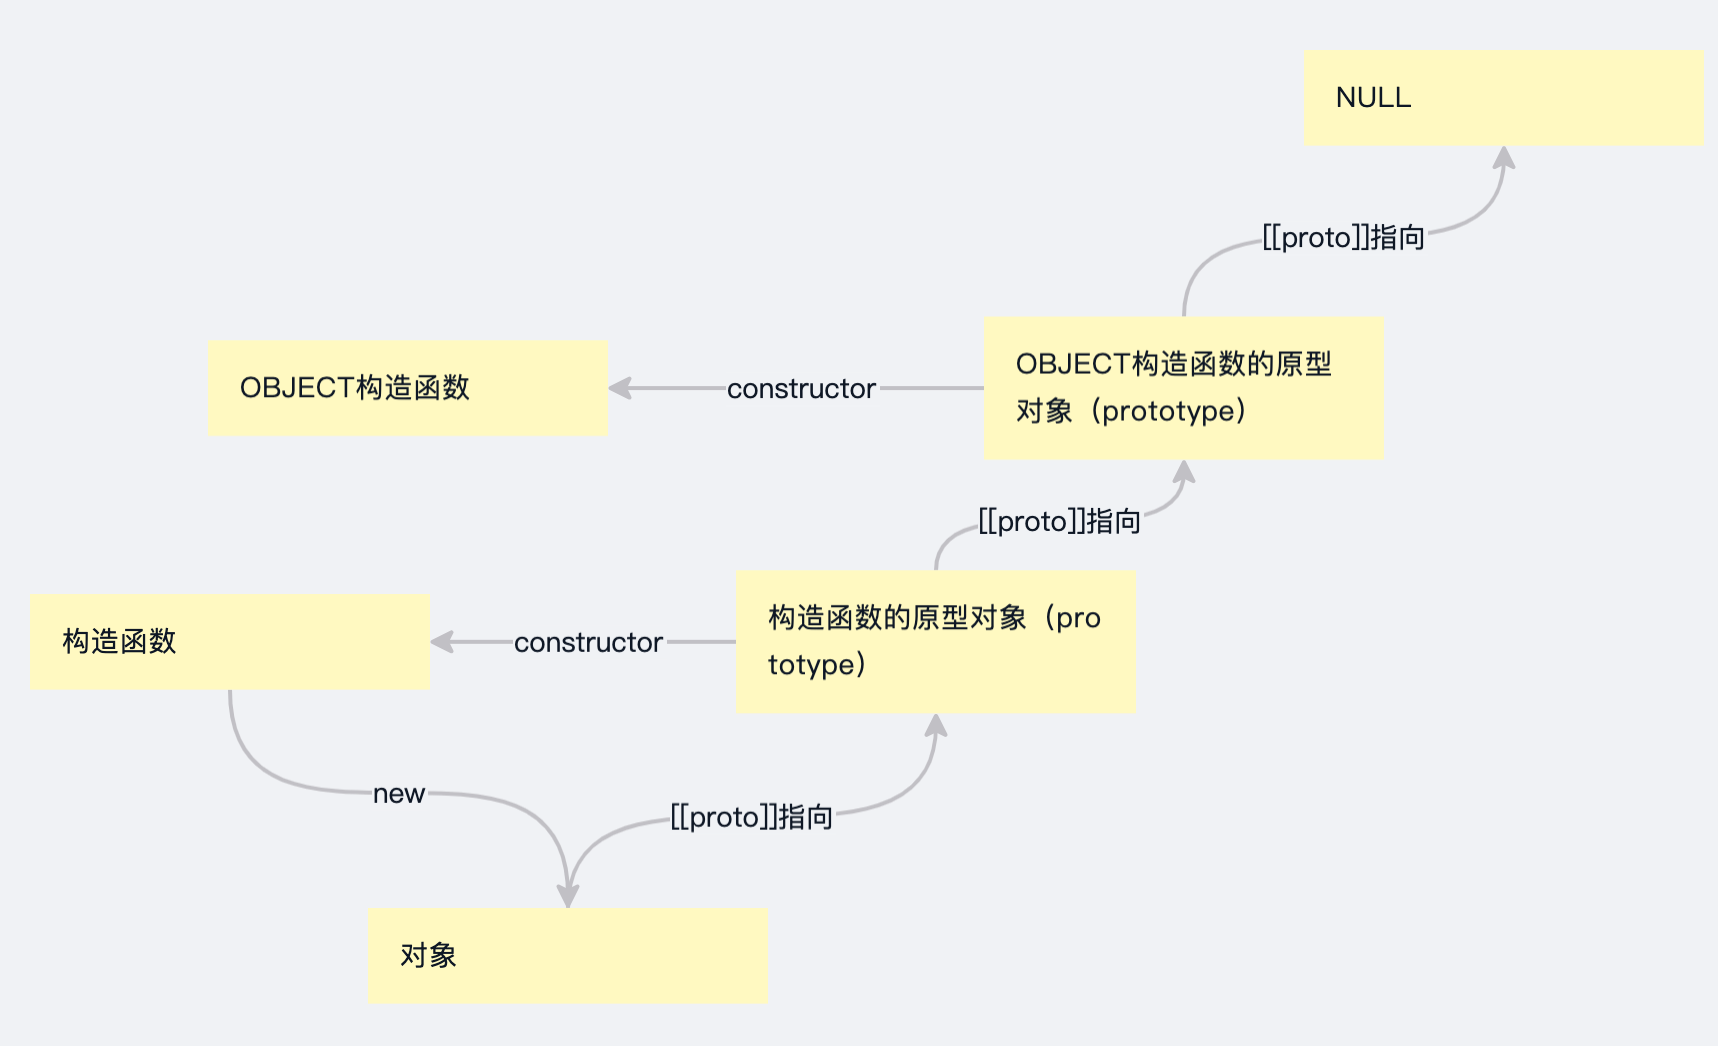 NULL
[[proto]]指向
OBJECT构造函数的原型
对象（prototype）
constructor
OBJECT构造函数
[[proto]]指向
构造函数的原型对象（pro
totype）
constructor
构造函数
new
[[proto]]指向
对象